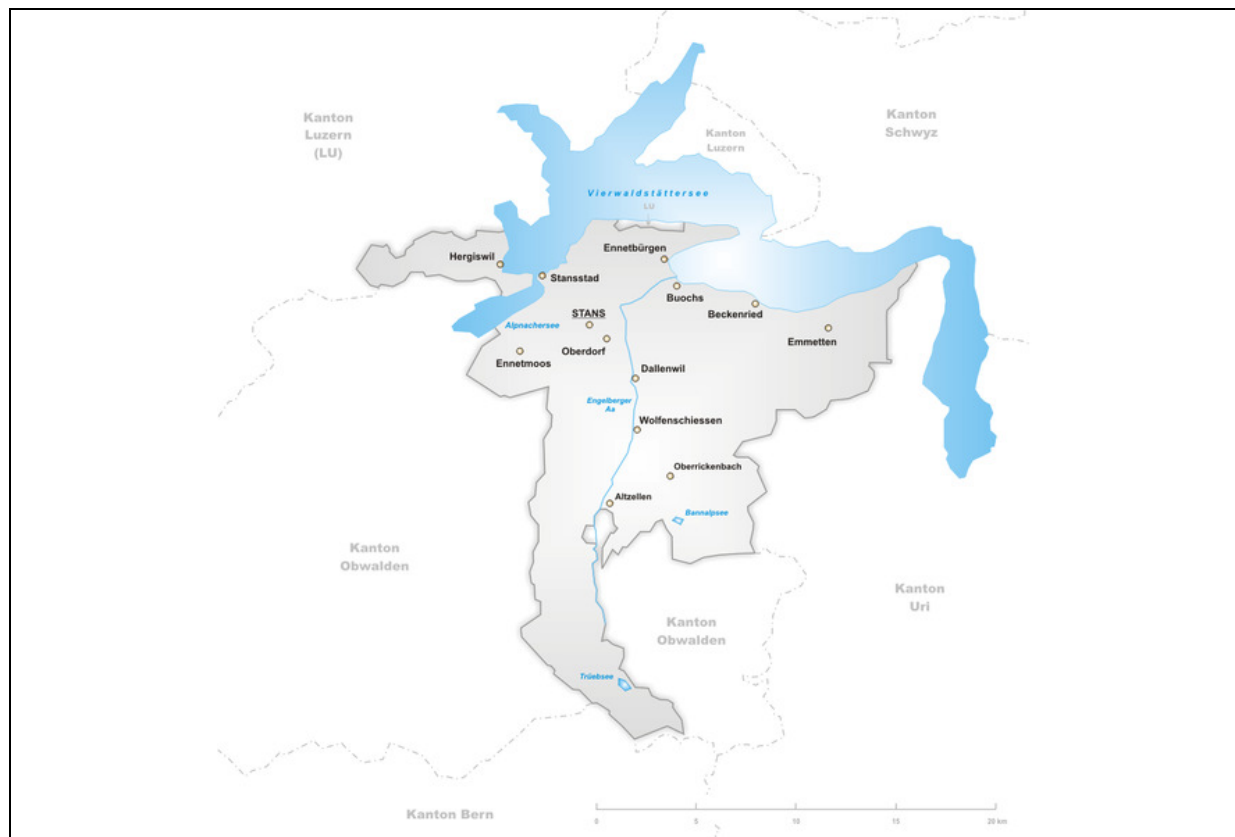 Kanton
Luzern
(LU)
Kanton
Luzern
Kanton
Schwyz
Vierwaldstättersee
LU
Ennetbürgen
Hergiswil
Stansstad
Buochs
Beckenried
STANS
Alpnachersee
Oberdorf
Emmetten
Ennetmoos
Dallenwil
Engelberger
Aa
Wolfenschiessen
Oberrickenbach
Altzellen
Bannalpsee
Kanton
Obwalden
Kanton
Uri
Kanton
Obwalden
Trüebsee
Kanton Bern
0 5 10 15 20 km